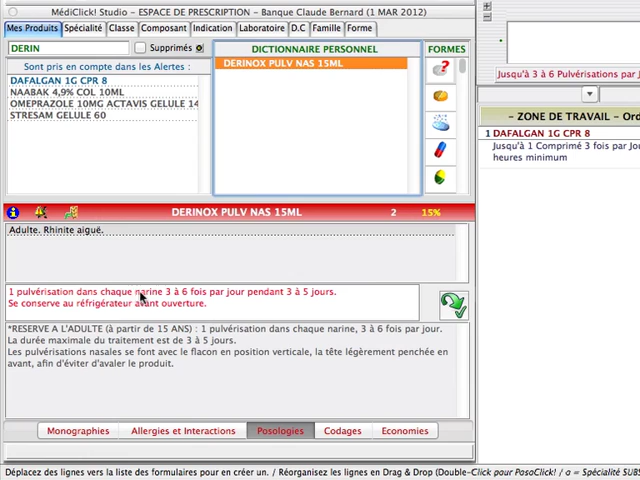 MédiClick! Studio - ESPACE DE PRESCRIPTION - Banque Claude Bernard (1 MAR 2012)
Mes Produits Spécialité Classe Composant Indication Laboratoire D.C Famille Forme
DERIN
Supprimés
DICTIONNAIRE PERSONNEL
FORMES
Sont pris en compte dans les Alertes :
DAFALGAN 1G CPR 8
NAABAK 4,9% COL 10ML
OMEPRAZOLE 10MG ACTAVIS GELULE 14
STRESAM GELULE 60
DERINOX PULV NAS 15ML
DERINOX PULV NAS 15ML 2 15%
Adulte. Rhinite aiguë.
1 pulvérisation dans chaque narine 3 à 6 fois par jour pendant 3 à 5 jours.
Se conserve au réfrigérateur avant ouverture.
*RESERVE A L'ADULTE (à partir de 15 ANS) : 1 pulvérisation dans chaque narine, 3 à 6 fois par jour.
La durée maximale du traitement est de 3 à 5 jours.
Les pulvérisations nasales se font avec le flacon en position verticale, la tête légèrement penchée en
avant, afin d'éviter d'avaler le produit.
Monographies Allergies et Interactions Posologies Codages Economies
Jusqu'à 3 à 6 Pulvérisations par J
- ZONE DE TRAVAIL - Ord
1 DAFALGAN 1G CPR 8
Jusqu'à 1 Comprimé 3 fois par Jo
heures minimum
Déplacez des lignes vers la liste des formulaires pour en créer un. / Réorganisez les lignes en Drag & Drop (Double-Click pour PosoClick! / a = Spécialité SUBS